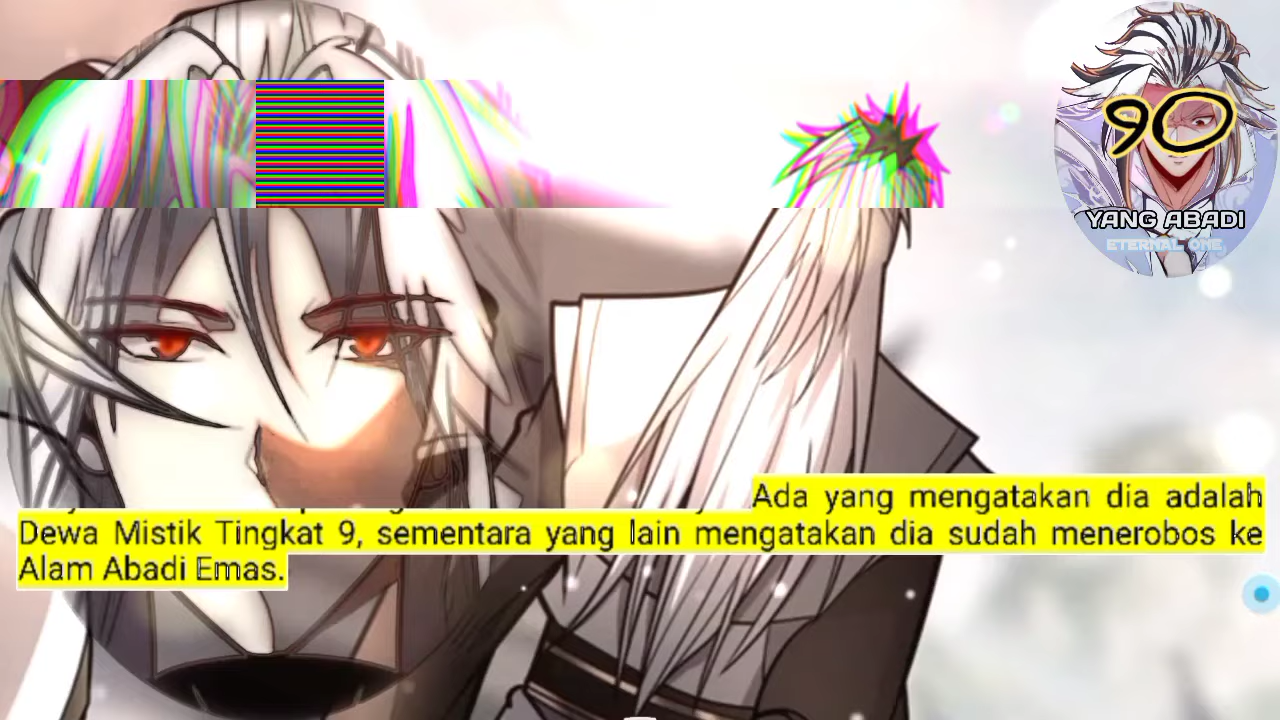 90
YANG ABADI
ETERNAL ONE
Ada yang mengatakan dia adalah
Dewa Mistik Tingkat 9, sementara yang lain mengatakan dia sudah menerobos ke
Alam Abadi Emas.